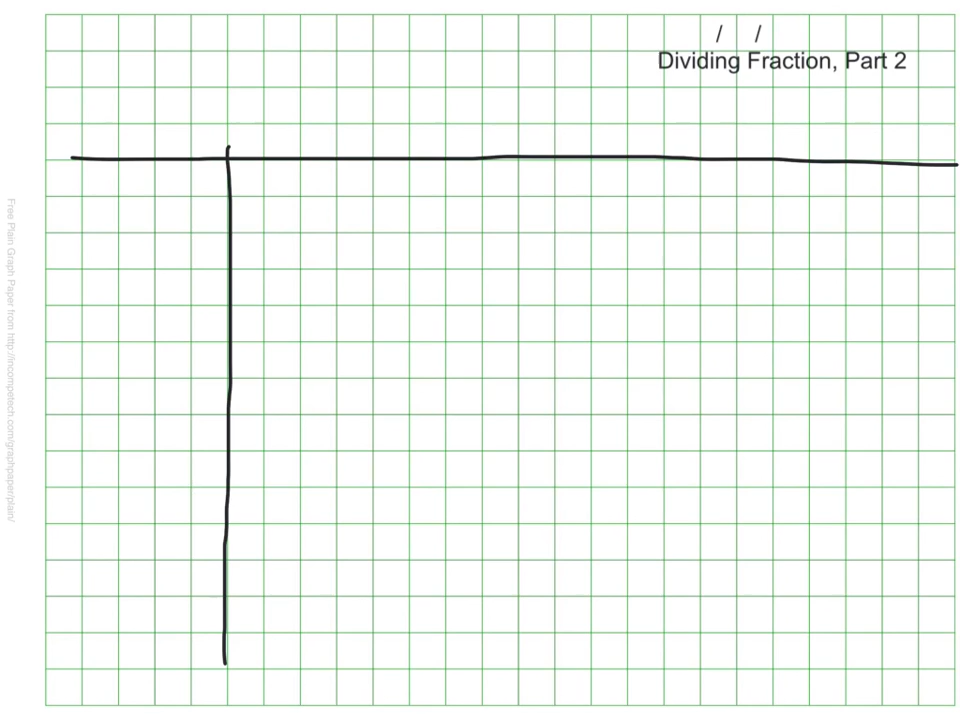 / /
Dividing Fraction, Part 2
Free Plain Graph Paper from http://incompetech.com/graphpaper/plain/